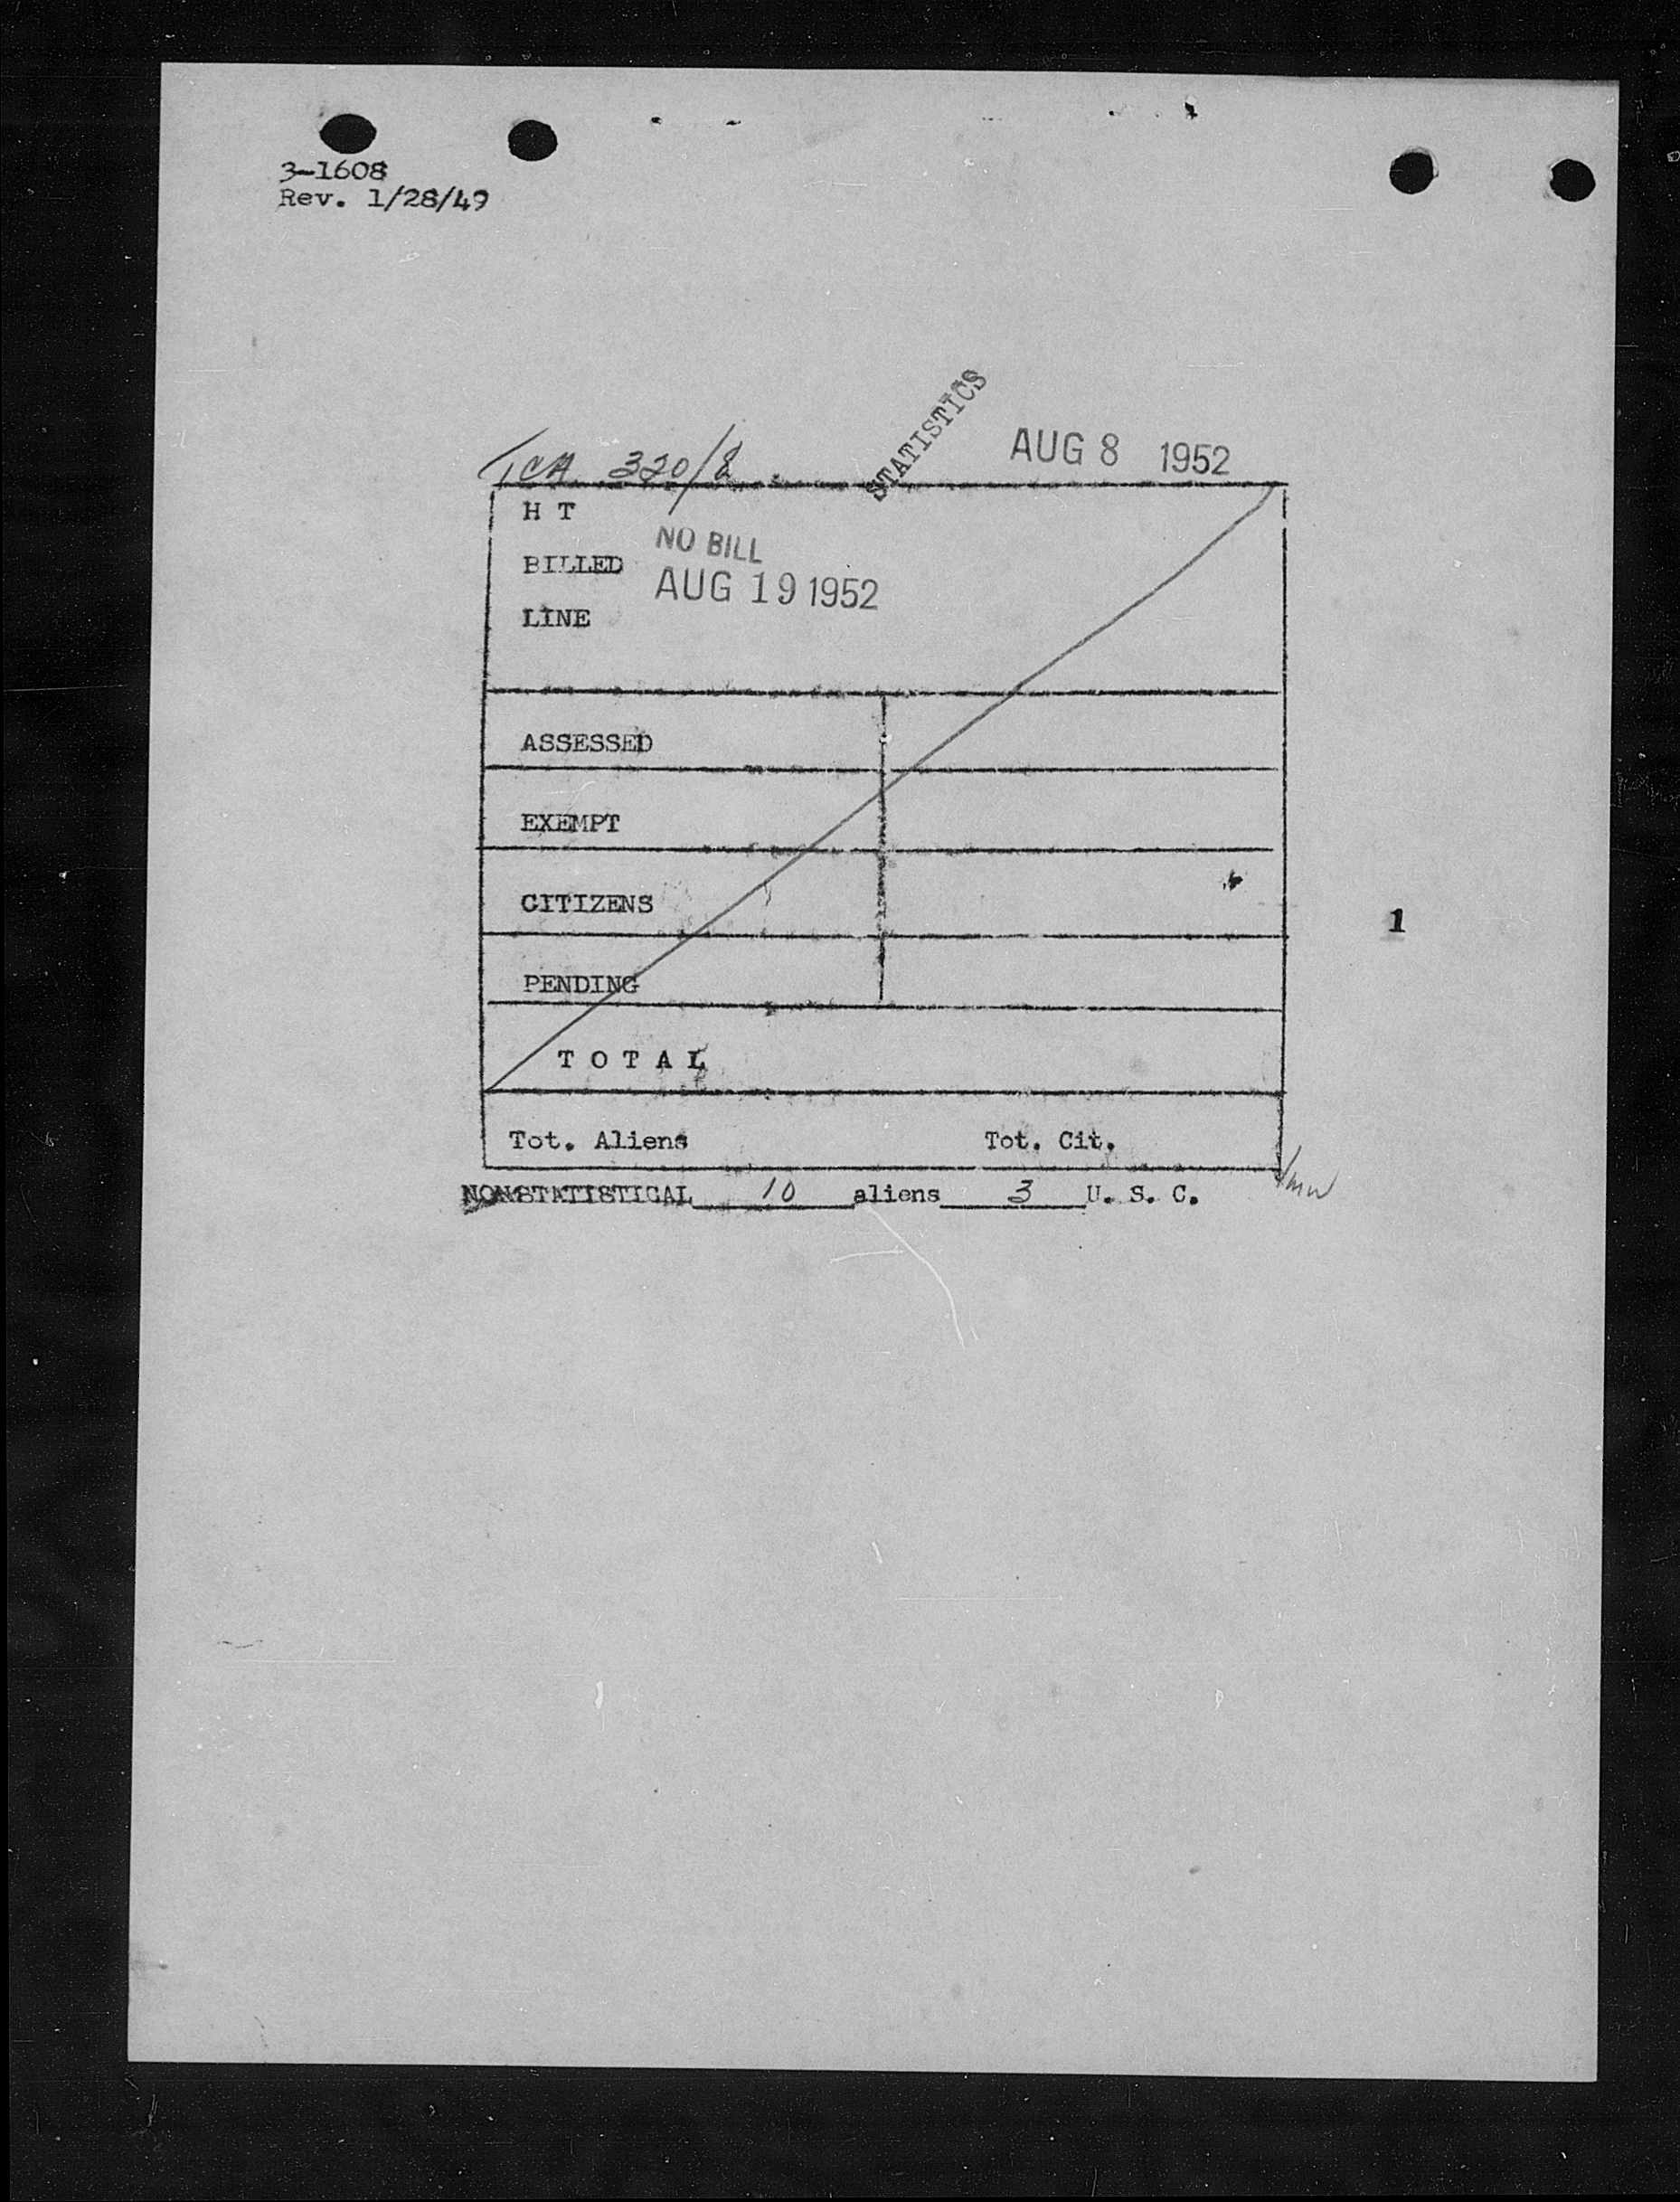 3-1608
Rev. 1/28/49
TCA 320/8 STATISTICS AUG 8 1952
H T
NO BILL
BILLED
AUG 19 1952
LINE
ASSESSED
EXEMPT
CITIZENS
1
PENDING
T O T A L
Tot. Aliens Tot. Cit.
NONSTATISTICAL 10 aliens 3 U. S. C.